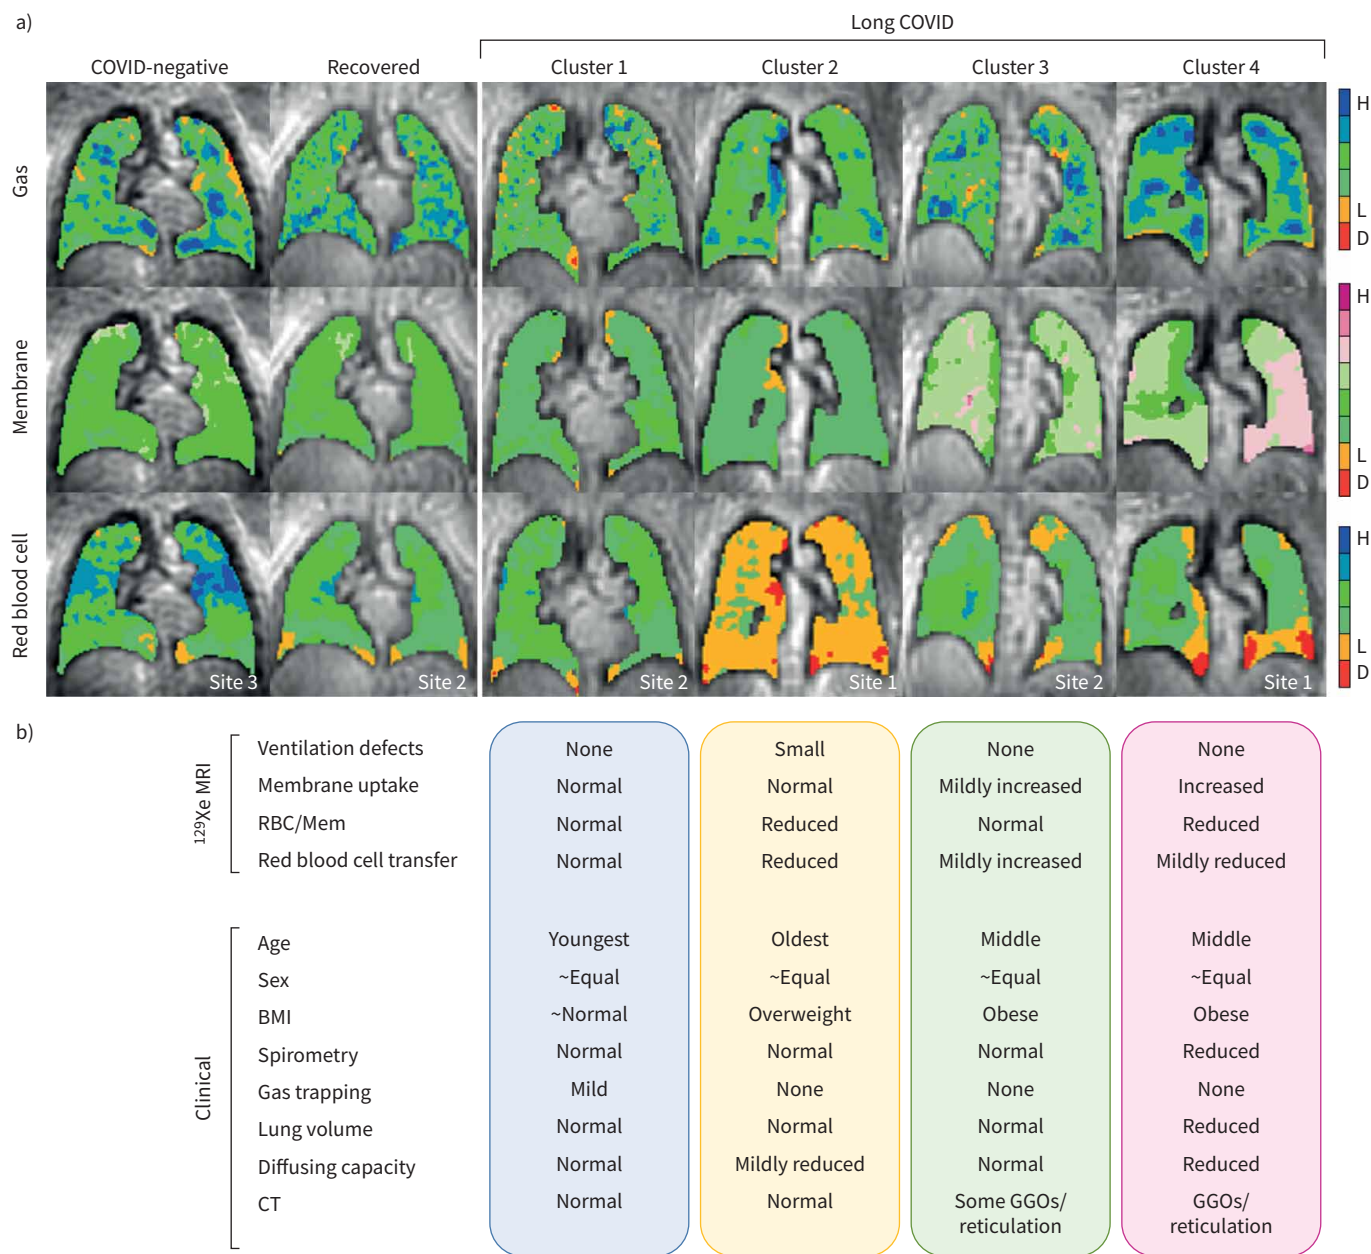 a)
Long COVID
COVID-negative Recovered Cluster 1 Cluster 2 Cluster 3 Cluster 4
Gas
H
L
D
Membrane
H
L
D
Red blood cell
H
L
D
Site 3 Site 2 Site 2 Site 1 Site 2 Site 1
b)
¹²⁹Xe MRI
Ventilation defects None Small None None
Membrane uptake Normal Normal Mildly increased Increased
RBC/Mem Normal Reduced Normal Reduced
Red blood cell transfer Normal Reduced Mildly increased Mildly reduced
Clinical
Age Youngest Oldest Middle Middle
Sex ~Equal ~Equal ~Equal ~Equal
BMI ~Normal Overweight Obese Obese
Spirometry Normal Normal Normal Reduced
Gas trapping Mild None None None
Lung volume Normal Normal Normal Reduced
Diffusing capacity Normal Mildly reduced Normal Reduced
CT Normal Normal Some GGOs/ GGOs/
reticulation reticulation